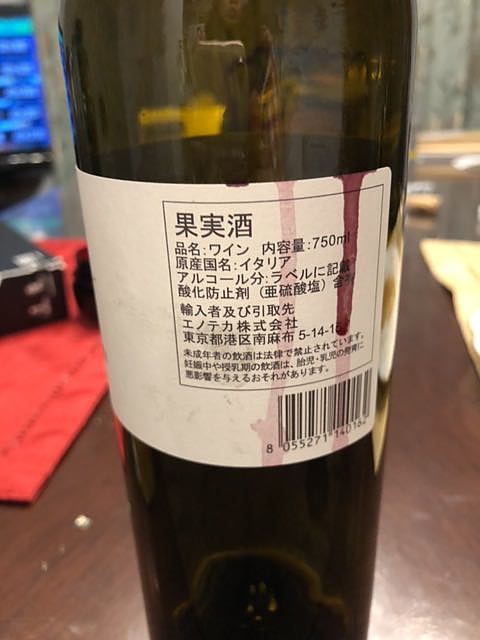 果実酒
品名:ワイン 内容量:750ml
原産国名:イタリア
アルコール分:ラベルに記載
酸化防止剤(亜硫酸塩)含有
輸入者及び引取先
エノテカ株式会社
東京都港区南麻布5-14-15
未成年者の飲酒は法律で禁止されています。
妊娠中や授乳期の飲酒は、胎児・乳児の発育に
悪影響を与えるおそれがあります。
8 055271 140162